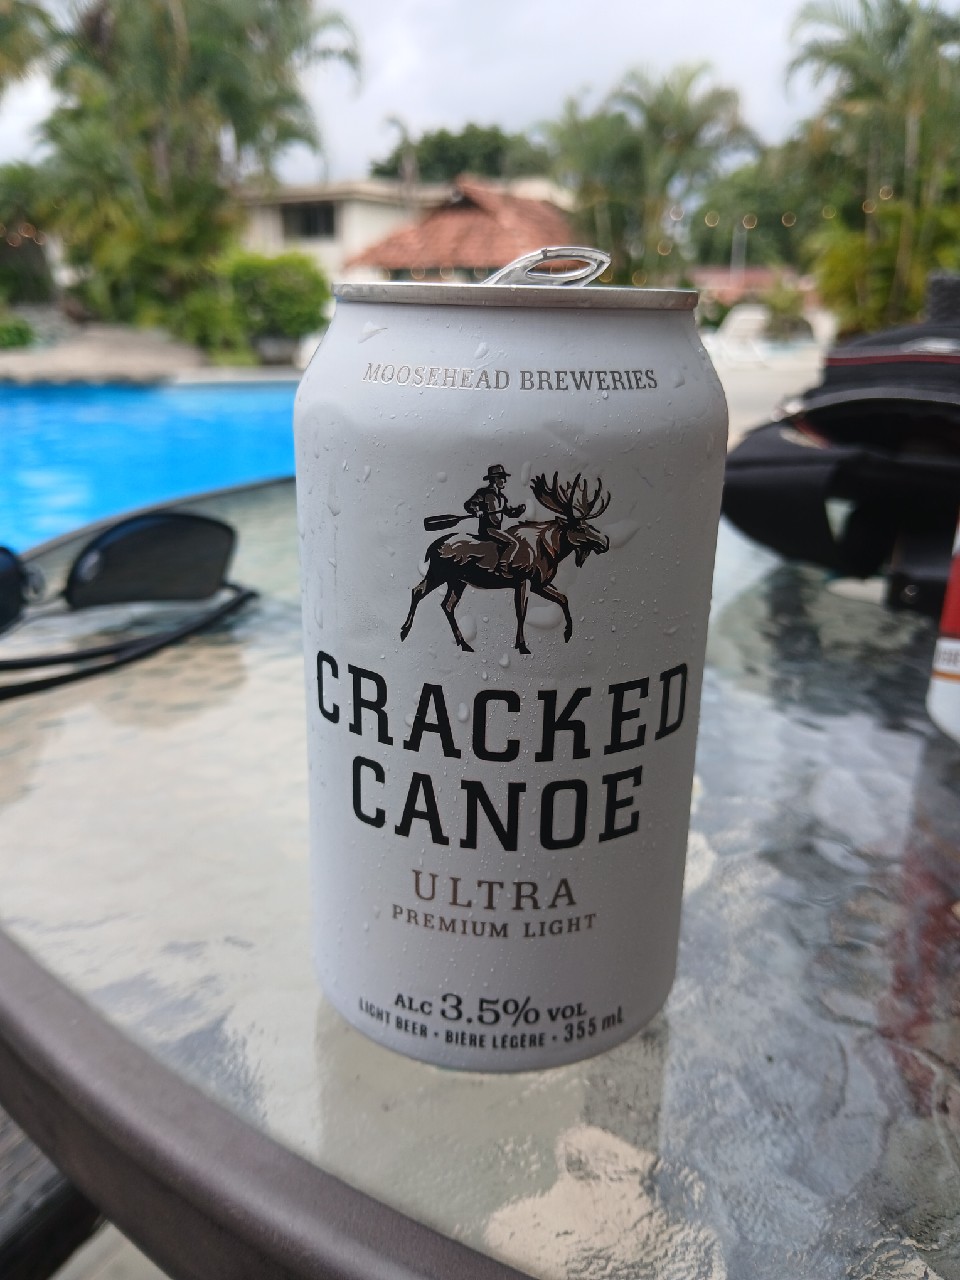 MOOSEHEAD BREWERIES
CRACKED
CANOE
ULTRA
PREMIUM LIGHT
ALC 3.5% VOL
LIGHT BEER • BIÈRE LÉGÈRE • 355 mL